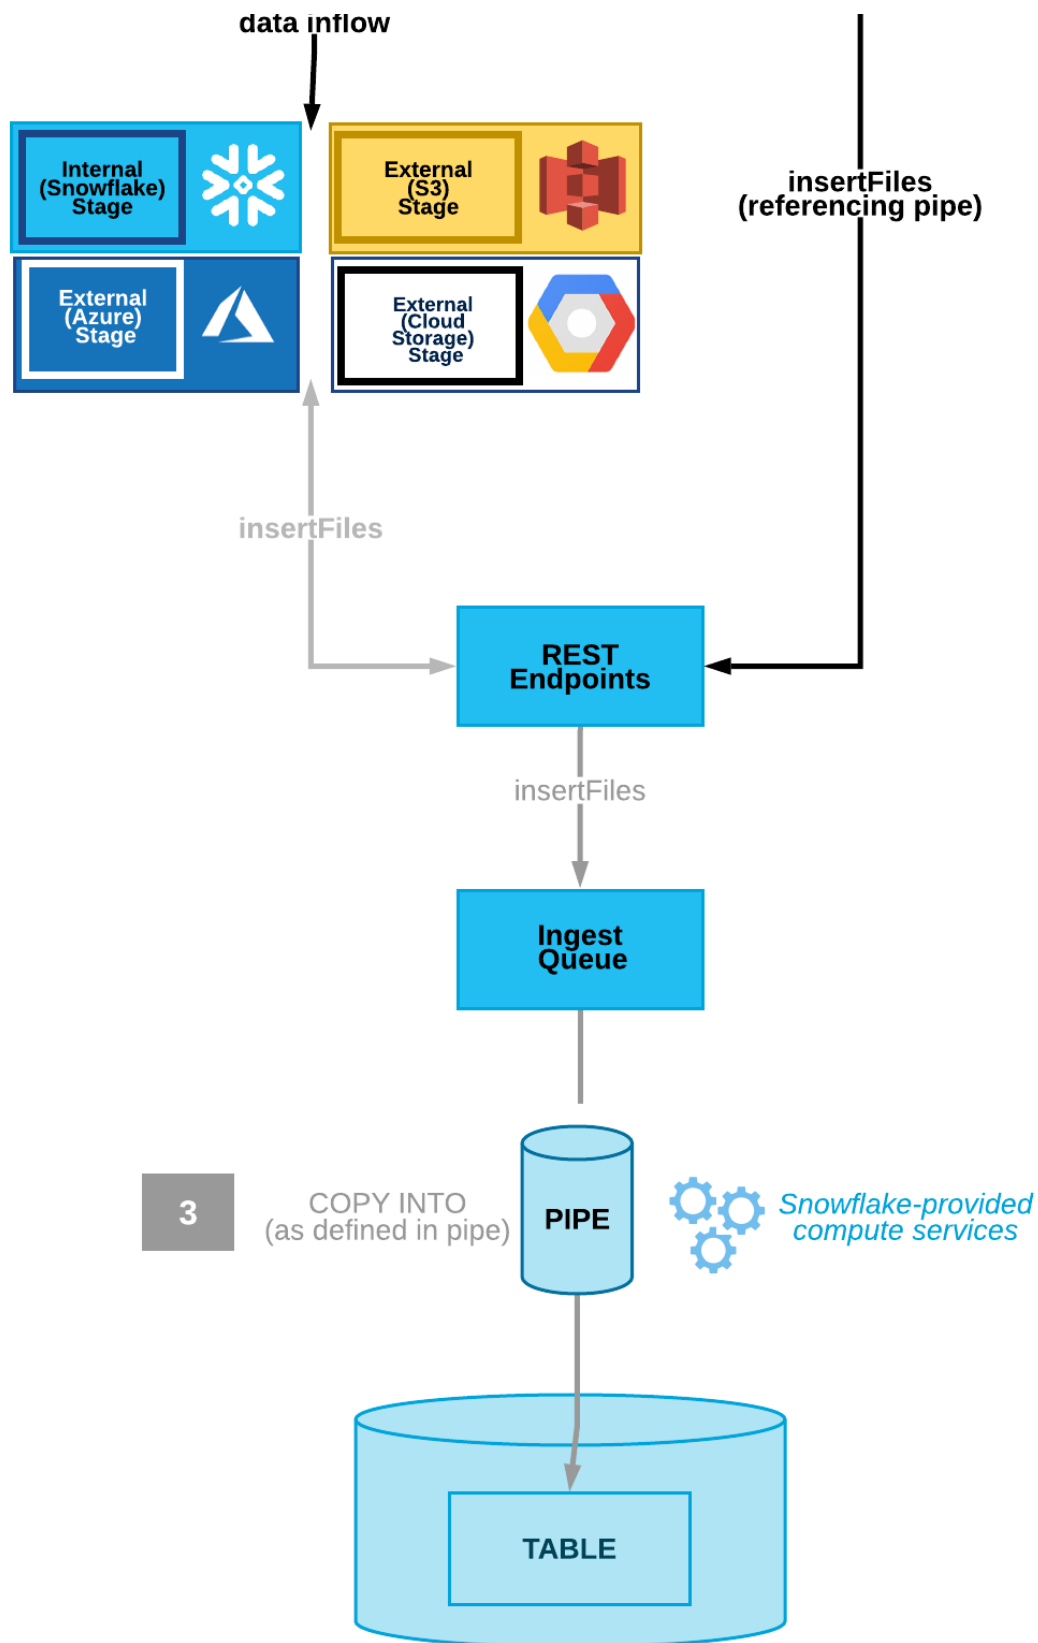 data inflow
Internal
(Snowflake)
Stage
External
(S3)
Stage
insertFiles
(referencing pipe)
External
(Azure)
Stage
External
(Cloud
Storage)
Stage
insertFiles
REST
Endpoints
insertFiles
Ingest
Queue
3
COPY INTO
(as defined in pipe)
PIPE
Snowflake-provided
compute services
TABLE